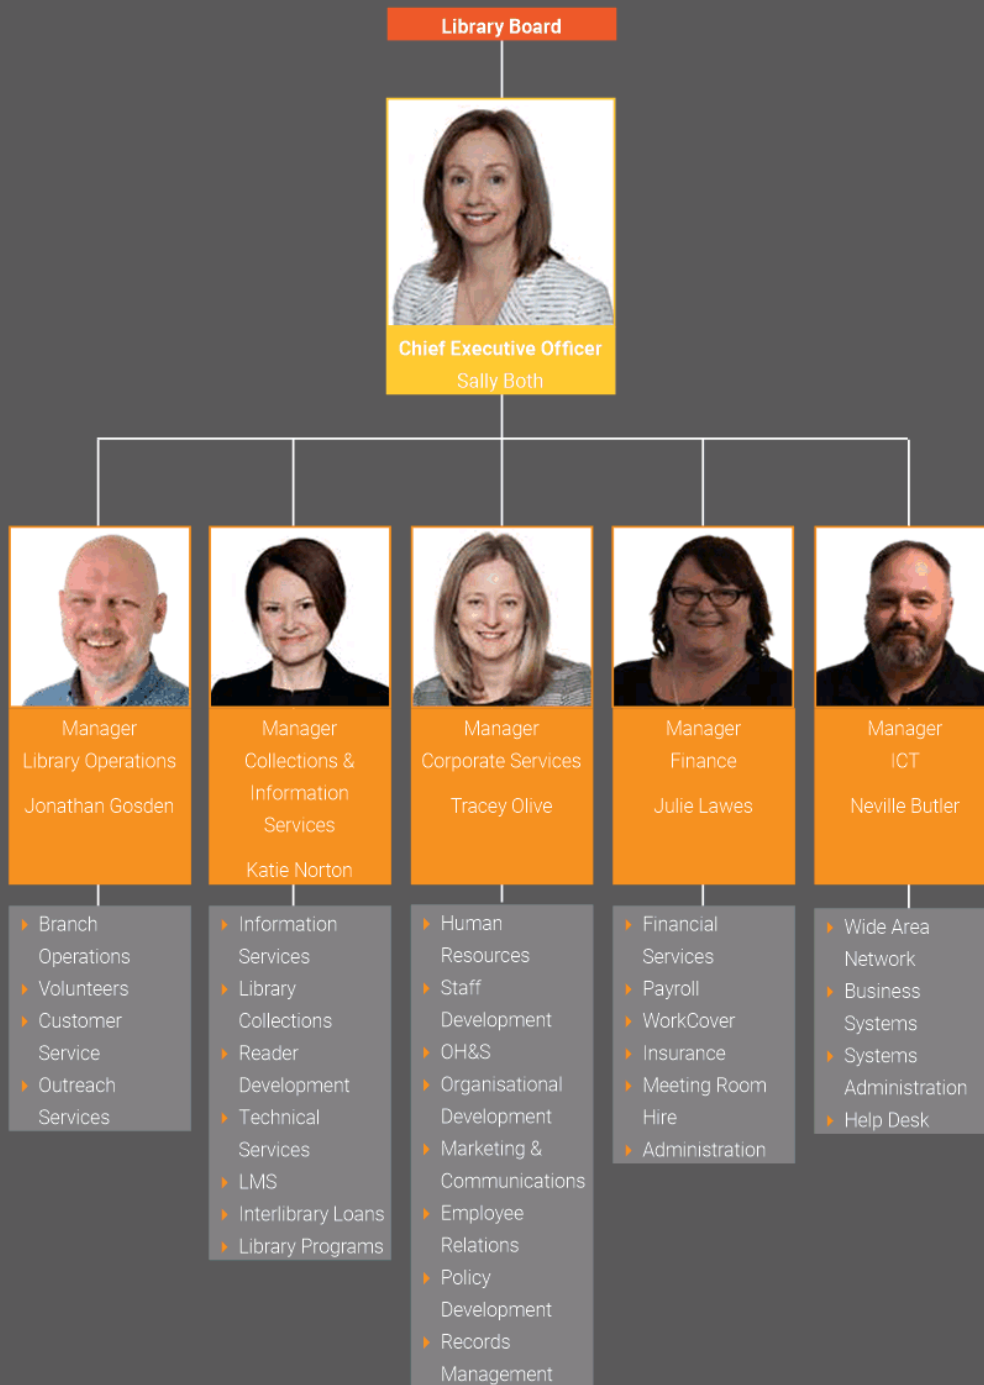 Library Board
Chief Executive Officer
Sally Both
Manager
Library Operations
Jonathan Gosden
Manager
Collections &
Information
Services
Katie Norton
Manager
Corporate Services
Tracey Olive
Manager
Finance
Julie Lawes
Manager
ICT
Neville Butler
Branch
Operations
Volunteers
Customer
Service
Outreach
Services
Information
Services
Library
Collections
Reader
Development
Technical
Services
LMS
Interlibrary Loans
Library Programs
Human
Resources
Staff
Development
OH&S
Organisational
Development
Marketing &
Communications
Employee
Relations
Policy
Development
Records
Management
Financial
Services
Payroll
WorkCover
Insurance
Meeting Room
Hire
Administration
Wide Area
Network
Business
Systems
Systems
Administration
Help Desk